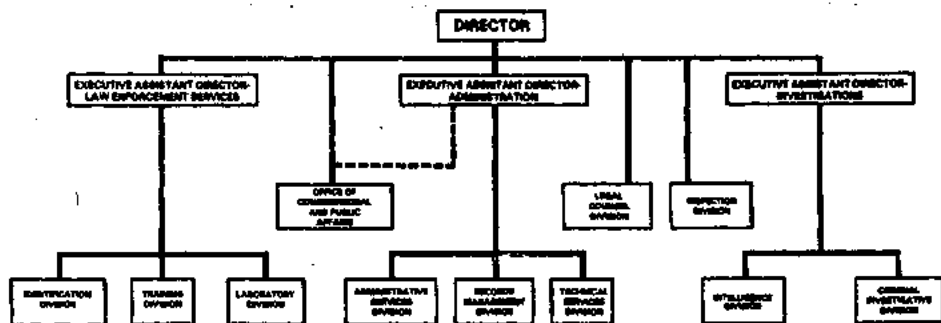 DIRECTOR
EXECUTIVE ASSISTANT DIRECTOR-
LAW ENFORCEMENT SERVICES
EXECUTIVE ASSISTANT DIRECTOR-
ADMINISTRATION
EXECUTIVE ASSISTANT DIRECTOR-
INVESTIGATIONS
OFFICE OF
CONGRESSIONAL
AND PUBLIC
AFFAIRS
LEGAL
COUNSEL
DIVISION
INSPECTION
DIVISION
IDENTIFICATION
DIVISION
TRAINING
DIVISION
LABORATORY
DIVISION
ADMINISTRATIVE
SERVICES
DIVISION
RECORDS
MANAGEMENT
DIVISION
TECHNICAL
SERVICES
DIVISION
INTELLIGENCE
DIVISION
CRIMINAL
INVESTIGATIVE
DIVISION